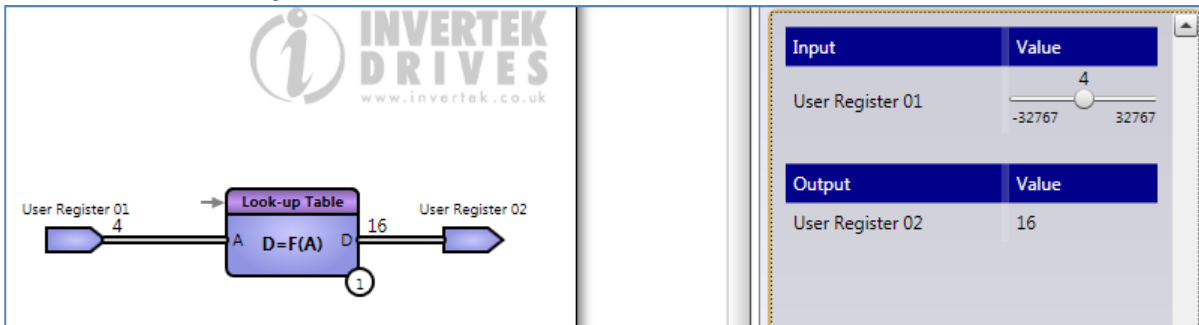 INVERTEK
DRIVES
www.invertek.co.uk
User Register 01
4
Look-up Table
A D=F(A) D
1
16
User Register 02
Input Value
User Register 01
4
-32767 32767
Output Value
User Register 02 16